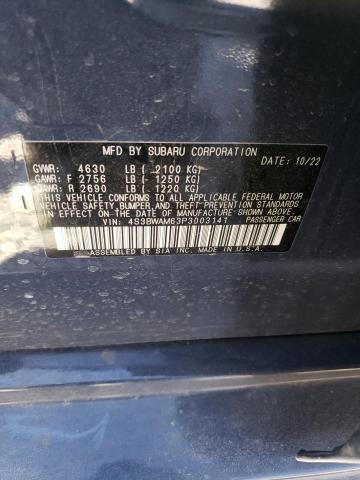 MFD BY SUBARU CORPORATION
GVWR: 4630 LB ( 2100 KG) DATE: 10/22
GAWR: F 2756 LB ( 1250 KG)
GAWR: R 2690 LB ( 1220 KG)
THIS VEHICLE CONFORMS TO ALL APPLICABLE FEDERAL MOTOR
VEHICLE SAFETY, BUMPER, AND THEFT PREVENTION STANDARDS
IN EFFECT ON THE DATE OF MANUFACTURE SHOWN ABOVE.
VIN: 4S3BWAM63P3003147 PASSENGER CAR
ASSEMBLED BY SIA INC. MADE IN U.S.A.